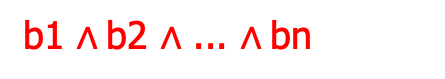 b1 ∧ b2 ∧ ... ∧ bn